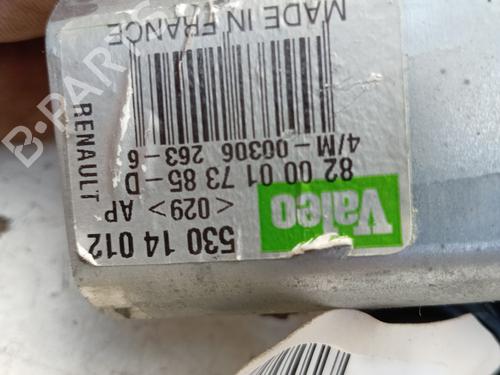 Valeo
530 14 012
<029> AP
82 00 01 73 85-D
4/M-00306 263-6
RENAULT
MADE IN FRANCE
B-PARTS